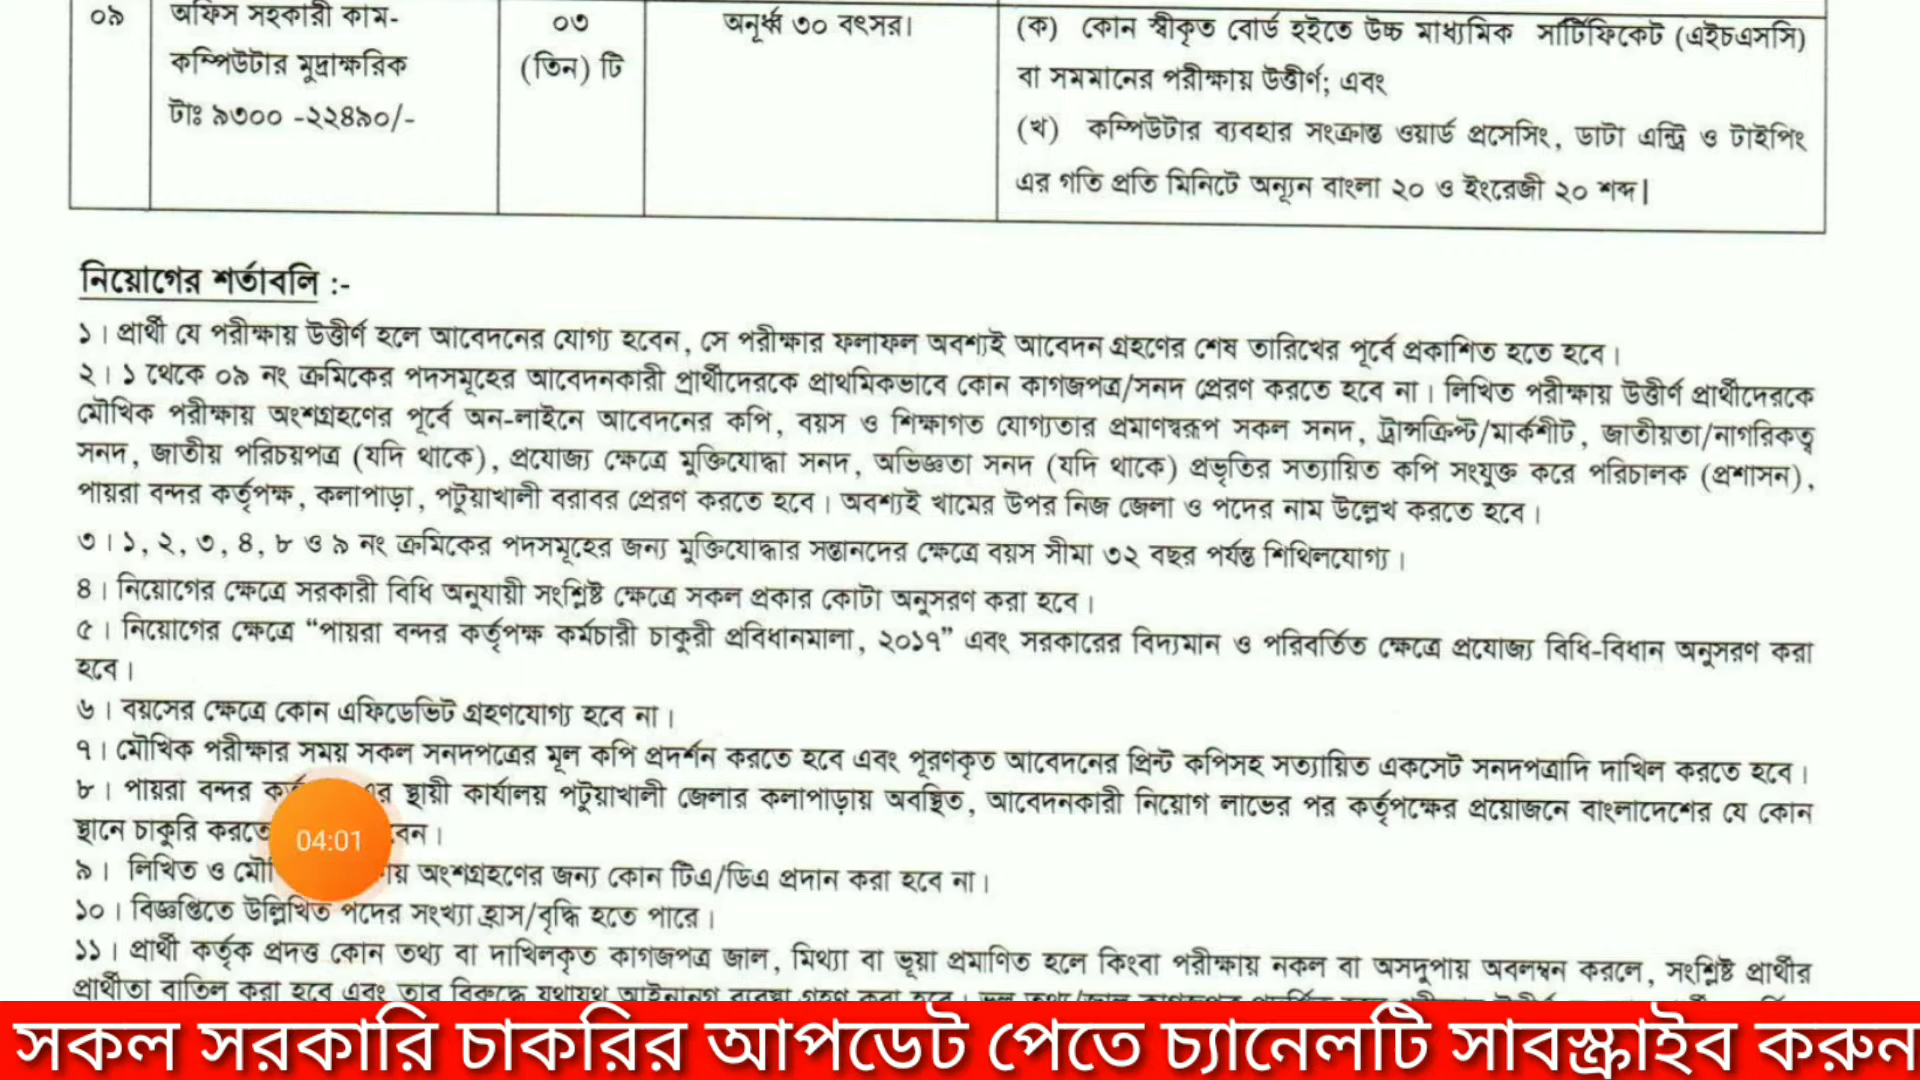 ০৯ অফিস সহকারী কাম- ০৩ অনূর্ধ্ব ৩০ বৎসর। (ক) কোন স্বীকৃত বোর্ড হইতে উচ্চ মাধ্যমিক সার্টিফিকেট (এইচএসসি)
কম্পিউটার মুদ্রাক্ষরিক (তিন) টি বা সমমানের পরীক্ষায় উত্তীর্ণ; এবং
টাঃ ৯৩০০ -২২৪৯০/- (খ) কম্পিউটার ব্যবহার সংক্রান্ত ওয়ার্ড প্রসেসিং, ডাটা এন্ট্রি ও টাইপিং
এর গতি প্রতি মিনিটে অন্যূন বাংলা ২০ ও ইংরেজী ২০ শব্দ|
নিয়োগের শর্তাবলি :-
১। প্রার্থী যে পরীক্ষায় উত্তীর্ণ হলে আবেদনের যোগ্য হবেন, সে পরীক্ষার ফলাফল অবশ্যই আবেদন গ্রহণের শেষ তারিখের পূর্বে প্রকাশিত হতে হবে।
২। ১ থেকে ০৯ নং ক্রমিকের পদসমূহের আবেদনকারী প্রার্থীদেরকে প্রাথমিকভাবে কোন কাগজপত্র/সনদ প্রেরণ করতে হবে না। লিখিত পরীক্ষায় উত্তীর্ণ প্রার্থীদেরকে
মৌখিক পরীক্ষায় অংশগ্রহণের পূর্বে অন-লাইনে আবেদনের কপি, বয়স ও শিক্ষাগত যোগ্যতার প্রমাণস্বরূপ সকল সনদ, ট্রান্সক্রিপ্ট/মার্কশীট, জাতীয়তা/নাগরিকত্ব
সনদ, জাতীয় পরিচয়পত্র (যদি থাকে), প্রযোজ্য ক্ষেত্রে মুক্তিযোদ্ধা সনদ, অভিজ্ঞতা সনদ (যদি থাকে) প্রভৃতির সত্যায়িত কপি সংযুক্ত করে পরিচালক (প্রশাসন),
পায়রা বন্দর কর্তৃপক্ষ, কলাপাড়া, পটুয়াখালী বরাবর প্রেরণ করতে হবে। অবশ্যই খামের উপর নিজ জেলা ও পদের নাম উল্লেখ করতে হবে।
৩। ১, ২, ৩, ৪, ৮ ও ৯ নং ক্রমিকের পদসমূহের জন্য মুক্তিযোদ্ধার সন্তানদের ক্ষেত্রে বয়স সীমা ৩২ বছর পর্যন্ত শিথিলযোগ্য।
৪। নিয়োগের ক্ষেত্রে সরকারী বিধি অনুযায়ী সংশ্লিষ্ট ক্ষেত্রে সকল প্রকার কোটা অনুসরণ করা হবে।
৫। নিয়োগের ক্ষেত্রে “পায়রা বন্দর কর্তৃপক্ষ কর্মচারী চাকুরী প্রবিধানমালা, ২০১৭” এবং সরকারের বিদ্যমান ও পরিবর্তিত ক্ষেত্রে প্রযোজ্য বিধি-বিধান অনুসরণ করা
হবে।
৬। বয়সের ক্ষেত্রে কোন এফিডেভিট গ্রহণযোগ্য হবে না।
৭। মৌখিক পরীক্ষার সময় সকল সনদপত্রের মূল কপি প্রদর্শন করতে হবে এবং পূরণকৃত আবেদনের প্রিন্ট কপিসহ সত্যায়িত একসেট সনদপত্রাদি দাখিল করতে হবে।
৮। পায়রা বন্দর এর স্থায়ী কার্যালয় পটুয়াখালী জেলার কলাপাড়ায় অবস্থিত, আবেদনকারী নিয়োগ লাভের পর কর্তৃপক্ষের প্রয়োজনে বাংলাদেশের যে কোন
স্থানে চাকুরি করতে 04:01 বেন।
৯। লিখিত ও মৌ য় অংশগ্রহণের জন্য কোন টিএ/ডিএ প্রদান করা হবে না।
১০। বিজ্ঞপ্তিতে উল্লিখিত পদের সংখ্যা হ্রাস/বৃদ্ধি হতে পারে।
১১। প্রার্থী কর্তৃক প্রদত্ত কোন তথ্য বা দাখিলকৃত কাগজপত্র জাল, মিথ্যা বা ভূয়া প্রমাণিত হলে কিংবা পরীক্ষায় নকল বা অসদুপায় অবলম্বন করলে, সংশ্লিষ্ট প্রার্থীর
প্রার্থীতা বাতিল করা হবে এবং তার বিরুদ্ধে যথাযথ আইনানুগ ব্যবস্থা গ্রহণ করা হবে।
সকল সরকারি চাকরির আপডেট পেতে চ্যানেলটি সাবস্ক্রাইব করুন